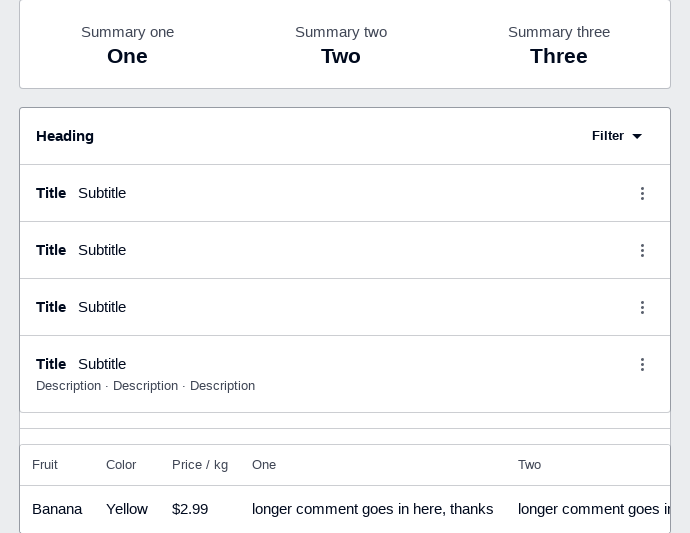 Summary one Summary two Summary three
One Two Three
Heading Filter
Title Subtitle
Title Subtitle
Title Subtitle
Title Subtitle
Description · Description · Description
Fruit Color Price / kg One Two
Banana Yellow $2.99 longer comment goes in here, thanks longer comment goes